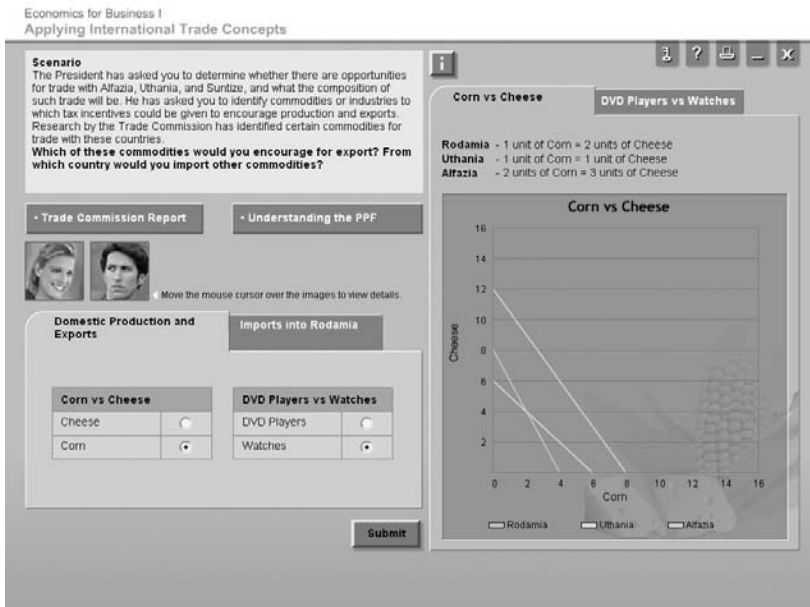 Economics for Business I
Applying International Trade Concepts
Scenario
The President has asked you to determine whether there are opportunities
for trade with Alfazia, Uthania, and Suntize, and what the composition of
such trade will be. He has asked you to identify commodities or industries to
which tax incentives could be given to encourage production and exports.
Research by the Trade Commission has identified certain commodities for
trade with these countries.
Which of these commodities would you encourage for export? From
which country would you import other commodities?
Trade Commission Report
Understanding the PPF
Move the mouse cursor over the images to view details.
Domestic Production and
Exports
Imports into Rodamia
Corn vs Cheese
Cheese
Corn
DVD Players vs Watches
DVD Players
Watches
Submit
i
? _ X
Corn vs Cheese
DVD Players vs Watches
Rodamia - 1 unit of Corn = 2 units of Cheese
Uthania - 1 unit of Corn = 1 unit of Cheese
Alfazia - 2 units of Corn = 3 units of Cheese
Corn vs Cheese
16
14
12
10
8
6
4
2
Cheese
0 2 4 6 8 10 12 14 16
Corn
Rodamia Uthania Alfazia